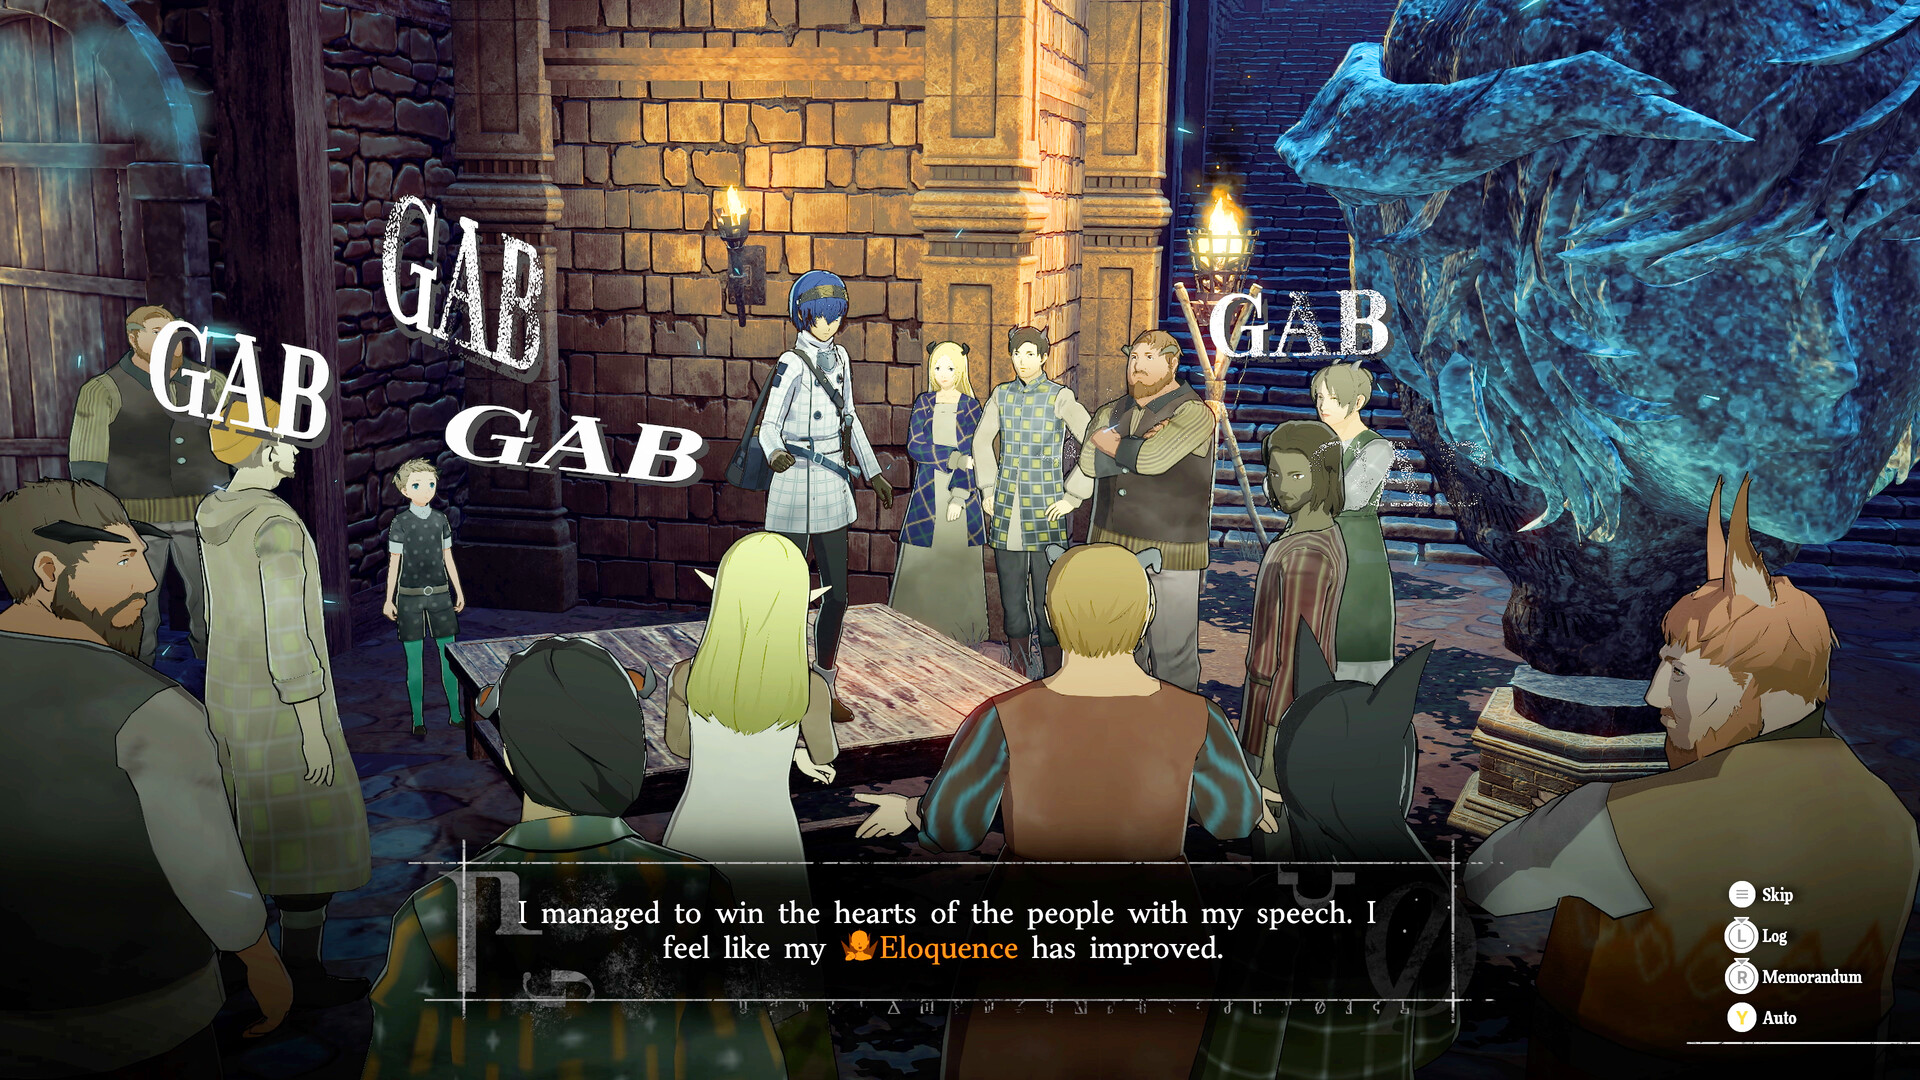 GAB
GAB
GAB
GAB
GAB
I managed to win the hearts of the people with my speech. I
feel like my Eloquence has improved.
Skip
L Log
R Memorandum
Y Auto